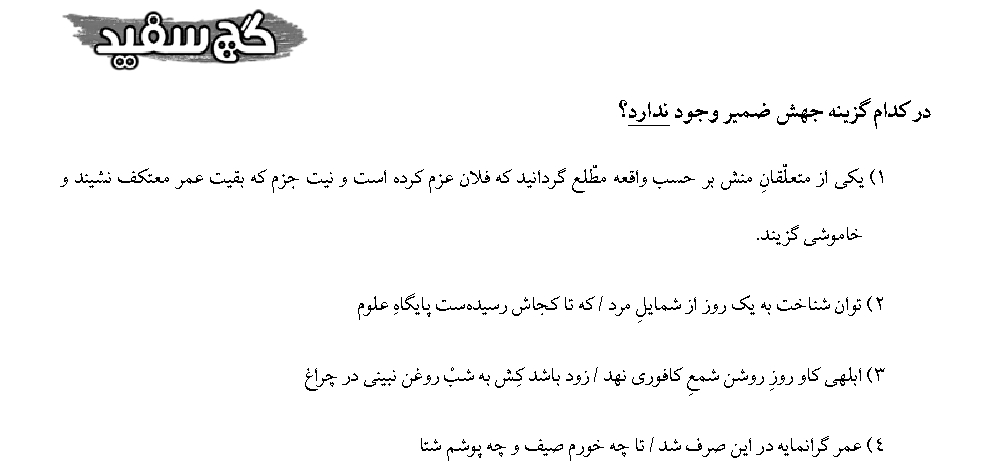 گچ سفید
در کدام گزینه جهش ضمیر وجود ندارد؟
۱) یکی از متعلّقانِ منش بر حسب واقعه مطّلع گردانید که فلان عزم کرده است و نیت جزم که بقیت عمر معتکف نشیند و
خاموشی گزیند.
۲) توان شناخت به یک روز از شمایلِ مرد / که تا کجاش رسیده‌ست پایگاهِ علوم
۳) ابلهی کاو روزِ روشن شمعِ کافوری نهد / زود باشد کِش به شبْ روغن نبینی در چراغ
٤) عمر گرانمایه در این صرف شد / تا چه خورم صیف و چه پوشم شتا